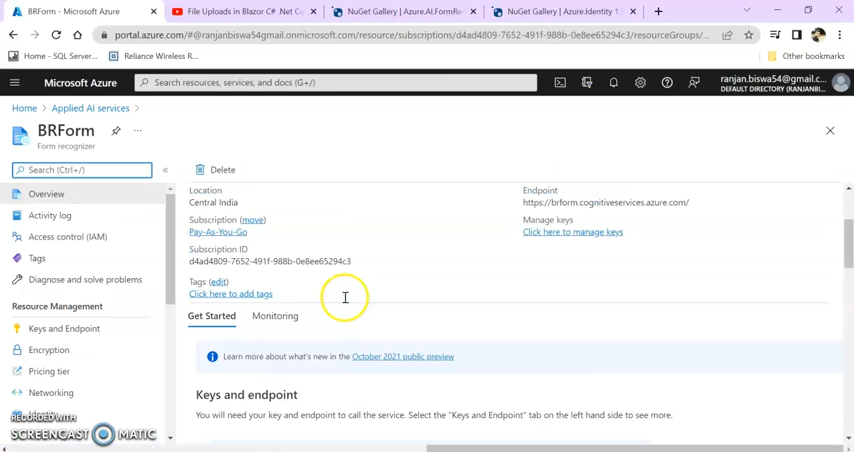 BRForm - Microsoft Azure
File Uploads in Blazor C# .Net Co
NuGet Gallery | Azure.AI.FormRe
NuGet Gallery | Azure.Identity 1.5
portal.azure.com/#@ranjanbiswa54gmail.onmicrosoft.com/resource/subscriptions/d4ad4809-7652-491f-988b-0e8ee65294c3/resourceGroups/...
Home - SQL Server...
Reliance Wireless R...
Other bookmarks
Microsoft Azure
Search resources, services, and docs (G+/)
ranjan.biswa54@gmail.c...
DEFAULT DIRECTORY (RANJANBI...
Home > Applied AI services >
BRForm
Form recognizer
Search (Ctrl+/)
Delete
Overview
Activity log
Access control (IAM)
Tags
Diagnose and solve problems
Resource Management
Keys and Endpoint
Encryption
Pricing tier
Networking
Identity
Location
Central India
Subscription (move)
Pay-As-You-Go
Subscription ID
d4ad4809-7652-491f-988b-0e8ee65294c3
Tags (edit)
Click here to add tags
Endpoint
https://brform.cognitiveservices.azure.com/
Manage keys
Click here to manage keys
Get Started
Monitoring
Learn more about what's new in the October 2021 public preview
Keys and endpoint
You will need your key and endpoint to call the service. Select the "Keys and Endpoint" tab on the left hand side to see more.
RECORDED WITH
SCREENCAST MATIC